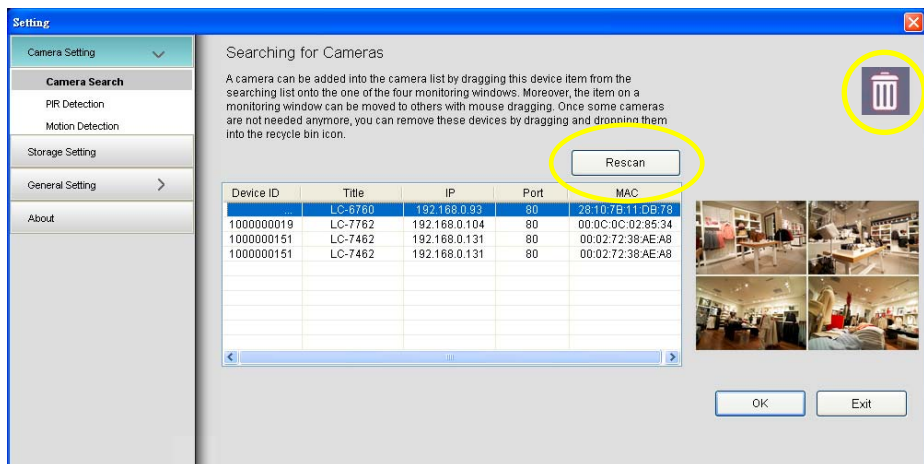 Setting
Camera Setting
Camera Search
PIR Detection
Motion Detection
Storage Setting
General Setting
About
Searching for Cameras
A camera can be added into the camera list by dragging this device item from the
searching list onto the one of the four monitoring windows. Moreover, the item on a
monitoring window can be moved to others with mouse dragging. Once some cameras
are not needed anymore, you can remove these devices by dragging and dropping them
into the recycle bin icon.
Rescan
Device ID Title IP Port MAC
... LC-6760 192.168.0.93 80 28:10:7B:11:DB:78
1000000019 LC-7762 192.168.0.104 80 00:0C:0C:02:85:34
1000000151 LC-7462 192.168.0.131 80 00:02:72:38:AE:A8
1000000151 LC-7462 192.168.0.131 80 00:02:72:38:AE:A8
OK Exit